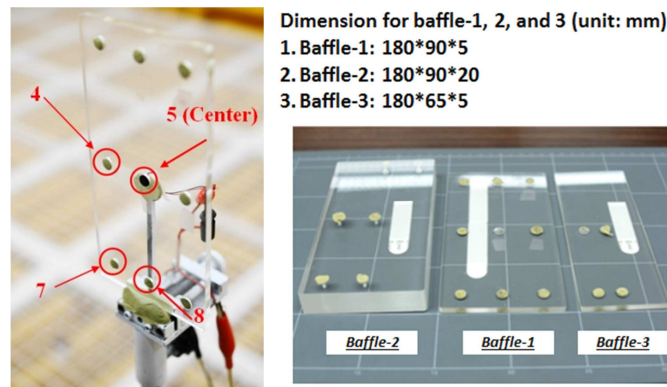 4
5 (Center)
7
8
Dimension for baffle-1, 2, and 3 (unit: mm)
1. Baffle-1: 180*90*5
2. Baffle-2: 180*90*20
3. Baffle-3: 180*65*5
Baffle-2
Baffle-1
Baffle-3